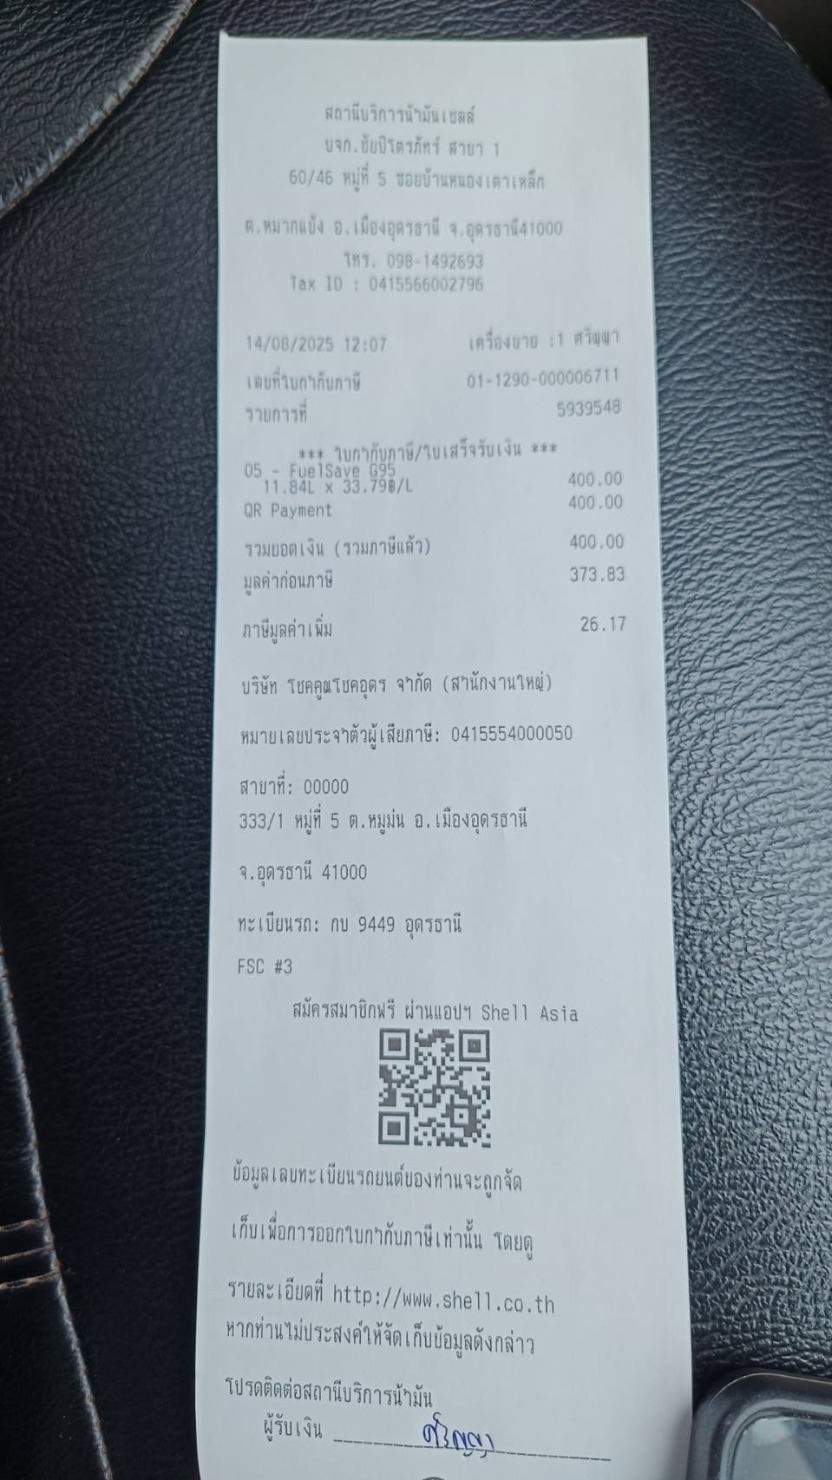 สถานีบริการน้ำมันเชลล์
บจก.ชัยปิโตรภัทร์ สาขา 1
60/46 หมู่ที่ 5 ซอยบ้านหนองเตาเหล็ก
ต.หมากแข้ง อ.เมืองอุดรธานี จ.อุดรธานี41000
โทร. 098-1492693
Tax ID : 0415566002796
14/08/2025 12:07 เครื่องขาย :1 ศริญญา
เลขที่ใบกำกับภาษี 01-1290-000006711
รายการที่ 5939548
*** ใบกำกับภาษี/ใบเสร็จรับเงิน ***
05 - FuelSave G95
11.84L x 33.79฿/L 400.00
QR Payment 400.00
รวมยอดเงิน (รวมภาษีแล้ว) 400.00
มูลค่าก่อนภาษี 373.83
ภาษีมูลค่าเพิ่ม 26.17
บริษัท โชคคูณโชคอุดร จำกัด (สำนักงานใหญ่)
หมายเลขประจำตัวผู้เสียภาษี: 0415554000050
สาขาที่: 00000
333/1 หมู่ที่ 5 ต.หมูม่น อ.เมืองอุดรธานี
จ.อุดรธานี 41000
ทะเบียนรถ: กบ 9449 อุดรธานี
FSC #3
สมัครสมาชิกฟรี ผ่านแอปฯ Shell Asia
ข้อมูลเลขทะเบียนรถยนต์ของท่านจะถูกจัด
เก็บเพื่อการออกใบกำกับภาษีเท่านั้น โดยดู
รายละเอียดที่ http://www.shell.co.th
หากท่านไม่ประสงค์ให้จัดเก็บข้อมูลดังกล่าว
โปรดติดต่อสถานีบริการน้ำมัน
ผู้รับเงิน ศริญญา